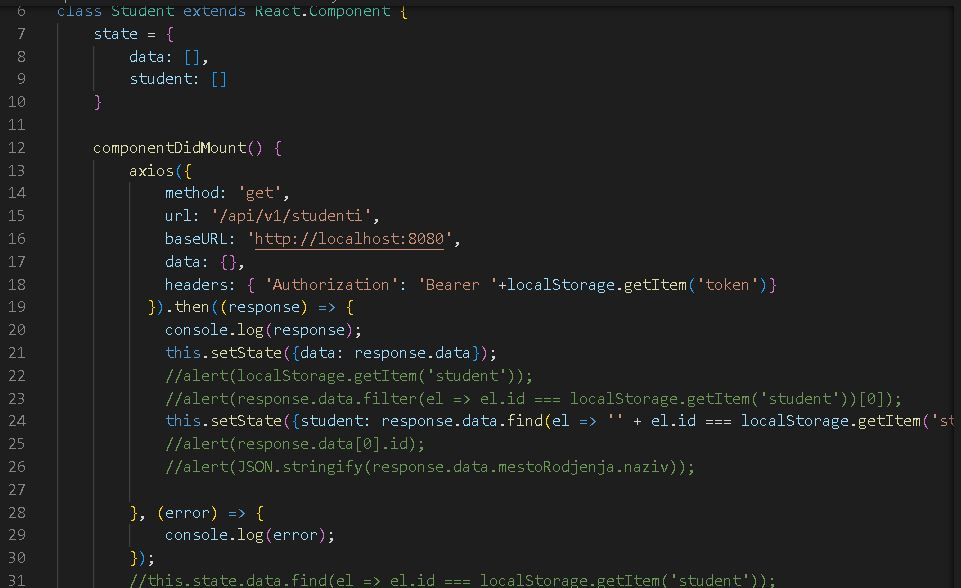 6 class Student extends React.Component {
7 state = {
8 data: [],
9 student: []
10 }
11
12 componentDidMount() {
13 axios({
14 method: 'get',
15 url: '/api/v1/studenti',
16 baseURL: 'http://localhost:8080',
17 data: {},
18 headers: { 'Authorization': 'Bearer '+localStorage.getItem('token')}
19 }).then((response) => {
20 console.log(response);
21 this.setState({data: response.data});
22 //alert(localStorage.getItem('student'));
23 //alert(response.data.filter(el => el.id === localStorage.getItem('student'))[0]);
24 this.setState({student: response.data.find(el => '' + el.id === localStorage.getItem('st
25 //alert(response.data[0].id);
26 //alert(JSON.stringify(response.data.mestoRodjenja.naziv));
27
28 }, (error) => {
29 console.log(error);
30 });
31 //this.state.data.find(el => el.id === localStorage.getItem('student'));